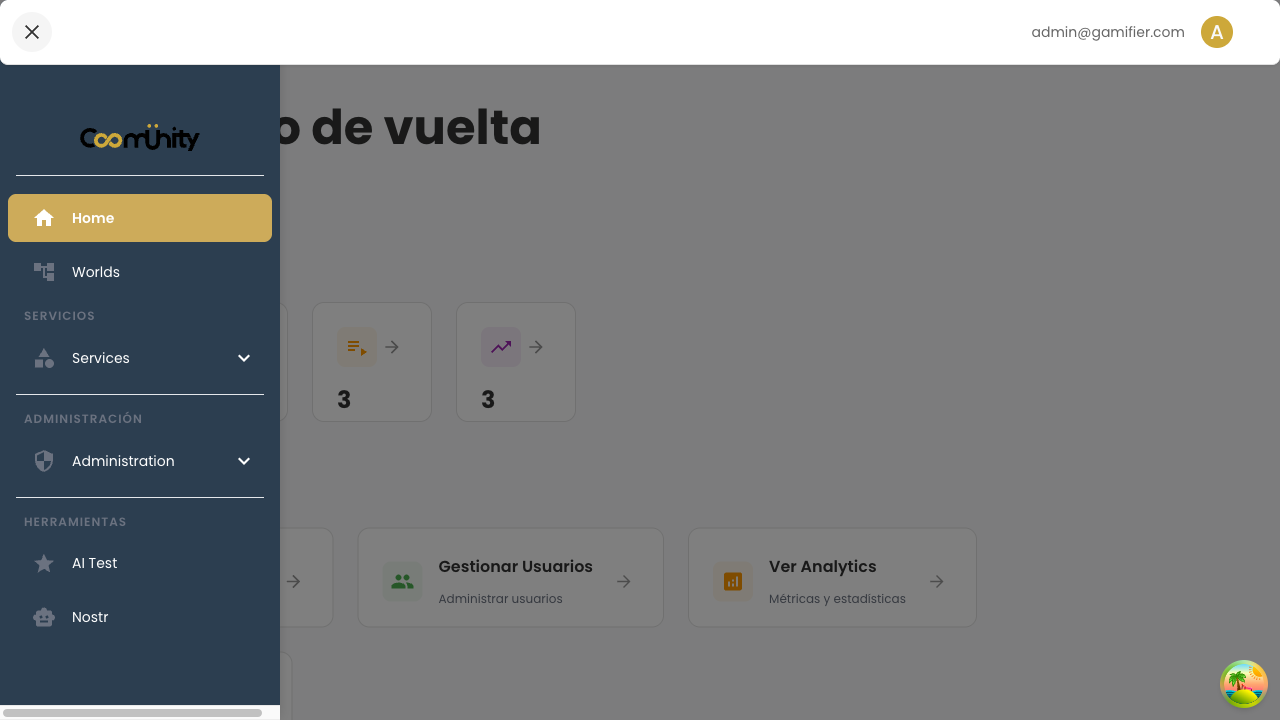 admin@gamifier.com
A
CoomÜnity
o de vuelta
Home
Worlds
SERVICIOS
Services
3
3
ADMINISTRACIÓN
Administration
HERRAMIENTAS
AI Test
Nostr
Gestionar Usuarios
Administrar usuarios
Ver Analytics
Métricas y estadísticas